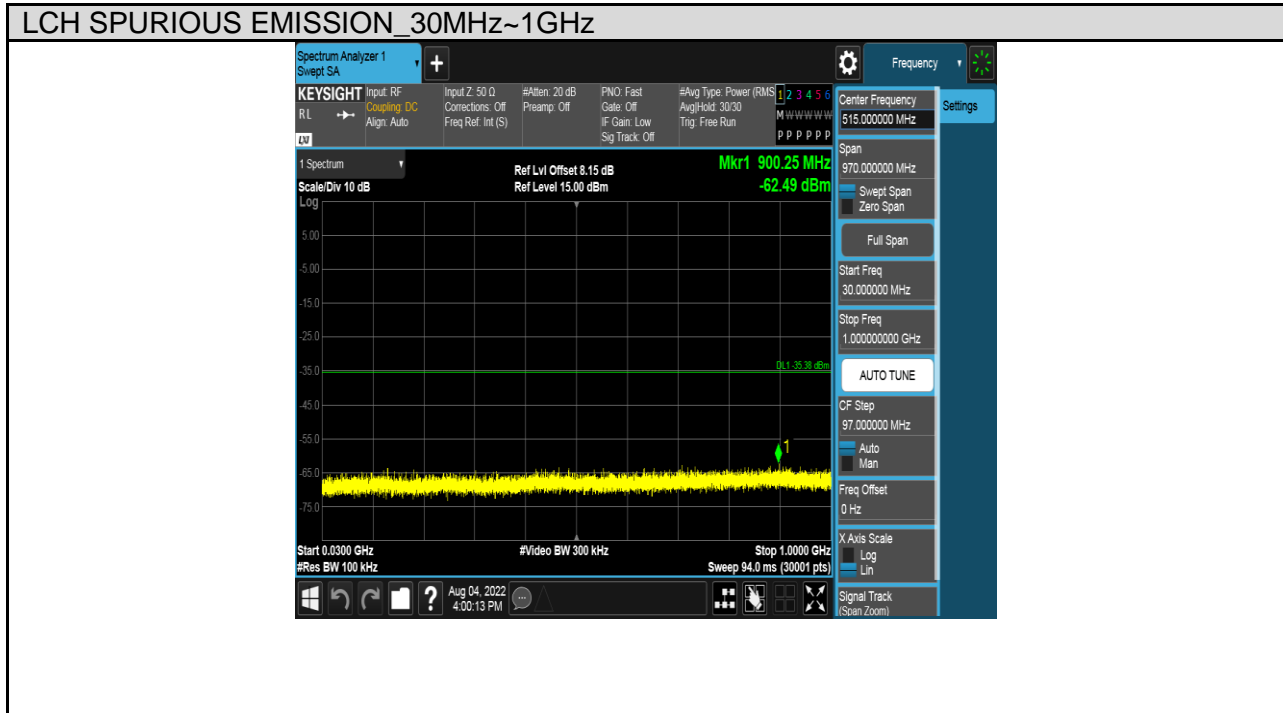 LCH SPURIOUS EMISSION_30MHz~1GHz
Spectrum Analyzer 1
Swept SA
+
Frequency
KEYSIGHT
RL
LXI
Input: RF
Coupling: DC
Align: Auto
Input Z: 50 Ω
Corrections: Off
Freq Ref: Int (S)
#Atten: 20 dB
Preamp: Off
PNO: Fast
Gate: Off
IF Gain: Low
Sig Track: Off
#Avg Type: Power (RMS
Avg|Hold: 30/30
Trig: Free Run
1 2 3 4 5 6
M W W W W W
P P P P P P
1 Spectrum
Scale/Div 10 dB
Log
Ref Lvl Offset 8.15 dB
Ref Level 15.00 dBm
Mkr1 900.25 MHz
-62.49 dBm
5.00
-5.00
-15.0
-25.0
-35.0
DL1 -35.38 dBm
-45.0
-55.0
1
-65.0
-75.0
Start 0.0300 GHz
#Video BW 300 kHz
Stop 1.0000 GHz
#Res BW 100 kHz
Sweep 94.0 ms (30001 pts)
? Aug 04, 2022
4:00:13 PM
Center Frequency
515.000000 MHz
Settings
Span
970.000000 MHz
Swept Span
Zero Span
Full Span
Start Freq
30.000000 MHz
Stop Freq
1.000000000 GHz
AUTO TUNE
CF Step
97.000000 MHz
Auto
Man
Freq Offset
0 Hz
X Axis Scale
Log
Lin
Signal Track
(Span Zoom)